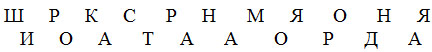 Ш Р К С Р Н М Я О Н Я
И О А Т А А О Р Д А